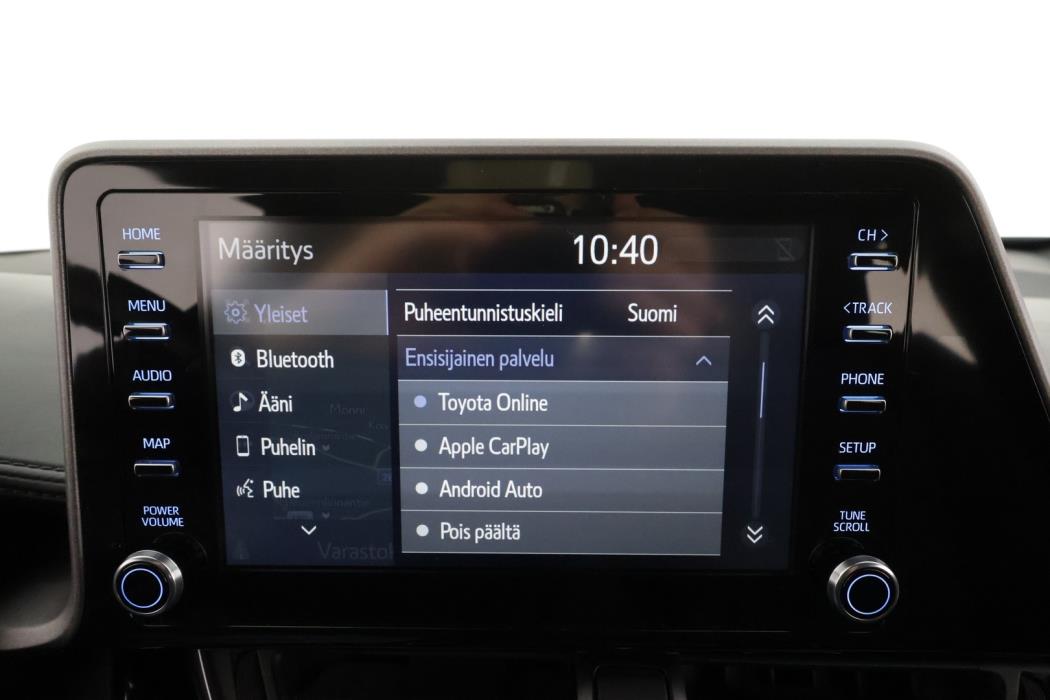 HOME
MENU
AUDIO
MAP
POWER
VOLUME
Määritys
10:40
Yleiset
Bluetooth
Ääni
Puhelin
Puhe
Puheentunnistuskieli Suomi
Ensisijainen palvelu
Toyota Online
Apple CarPlay
Android Auto
Pois päältä
CH >
< TRACK
PHONE
SETUP
TUNE
SCROLL